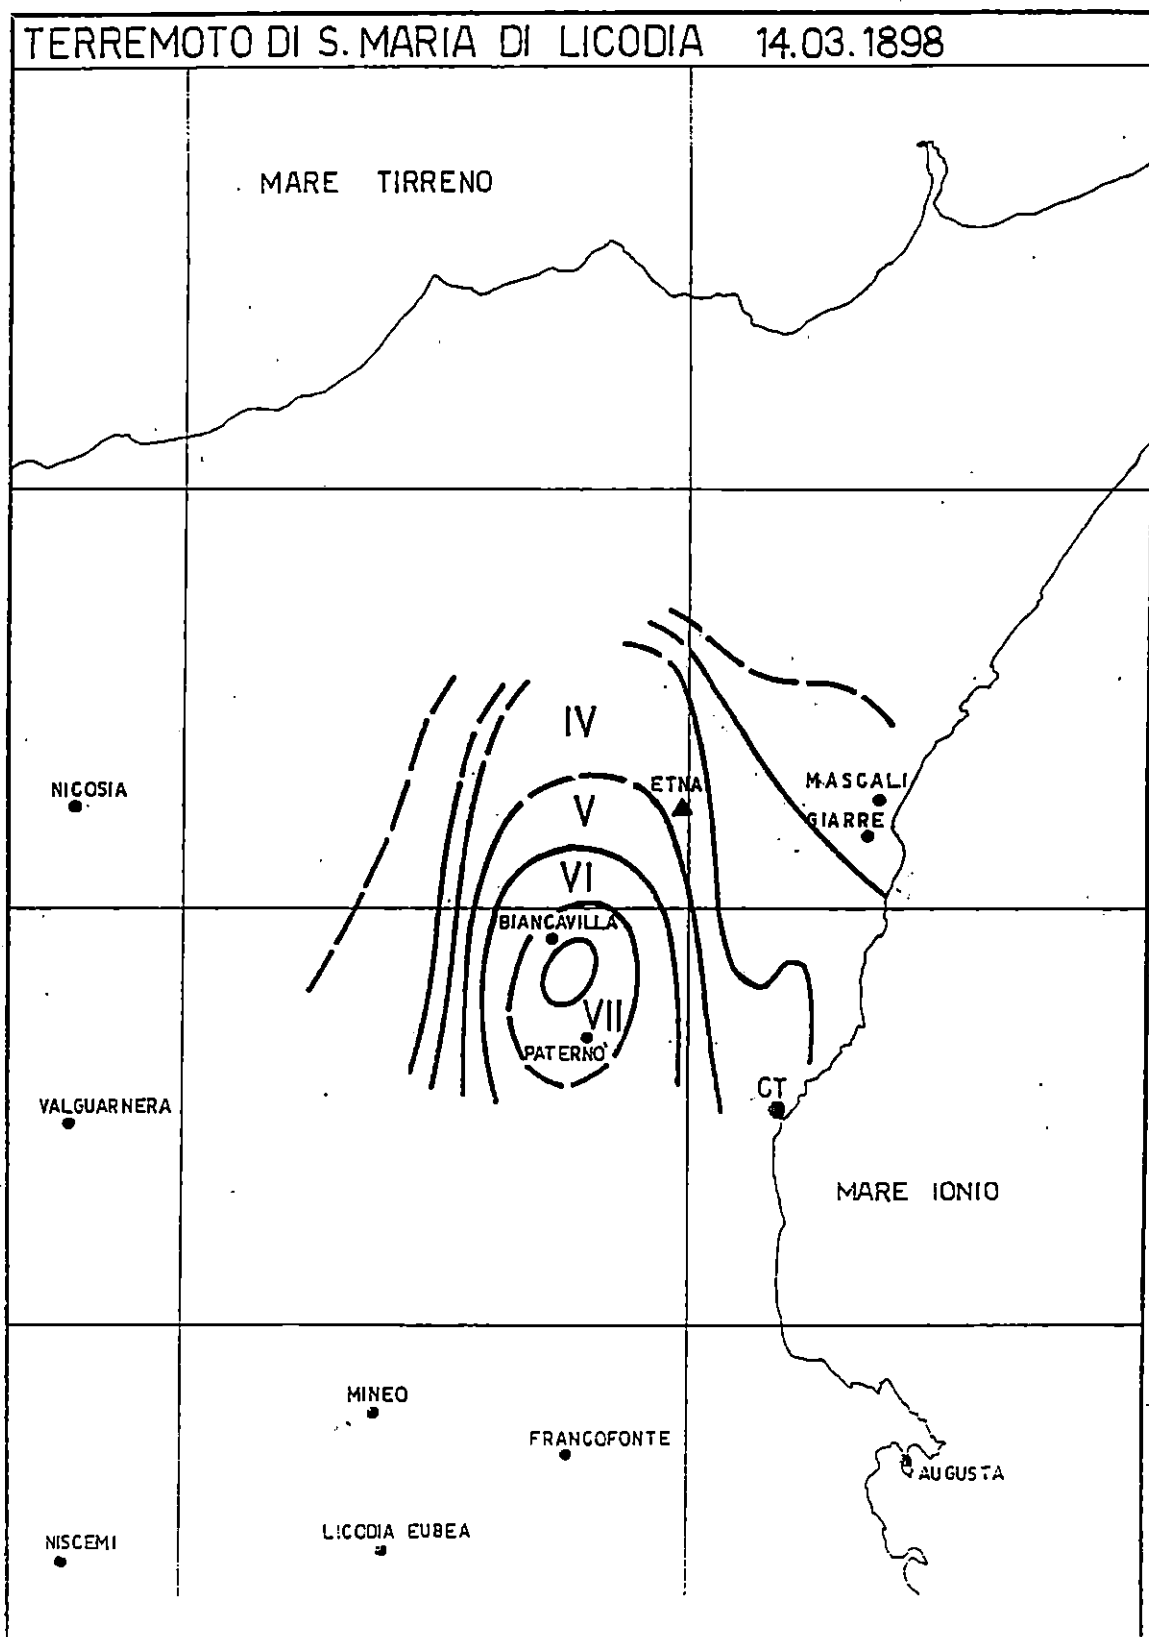 TERREMOTO DI S. MARIA DI LICODIA 14.03.1898
MARE TIRRENO
IV
NICOSIA
ETNA
MASCALI
V
GIARRE
VI
BIANCAVILLA
VII
PATERNO'
CT
VALGUARNERA
MARE IONIO
MINEO
FRANCOFONTE
AUGUSTA
LICODIA EUBEA
NISCEMI